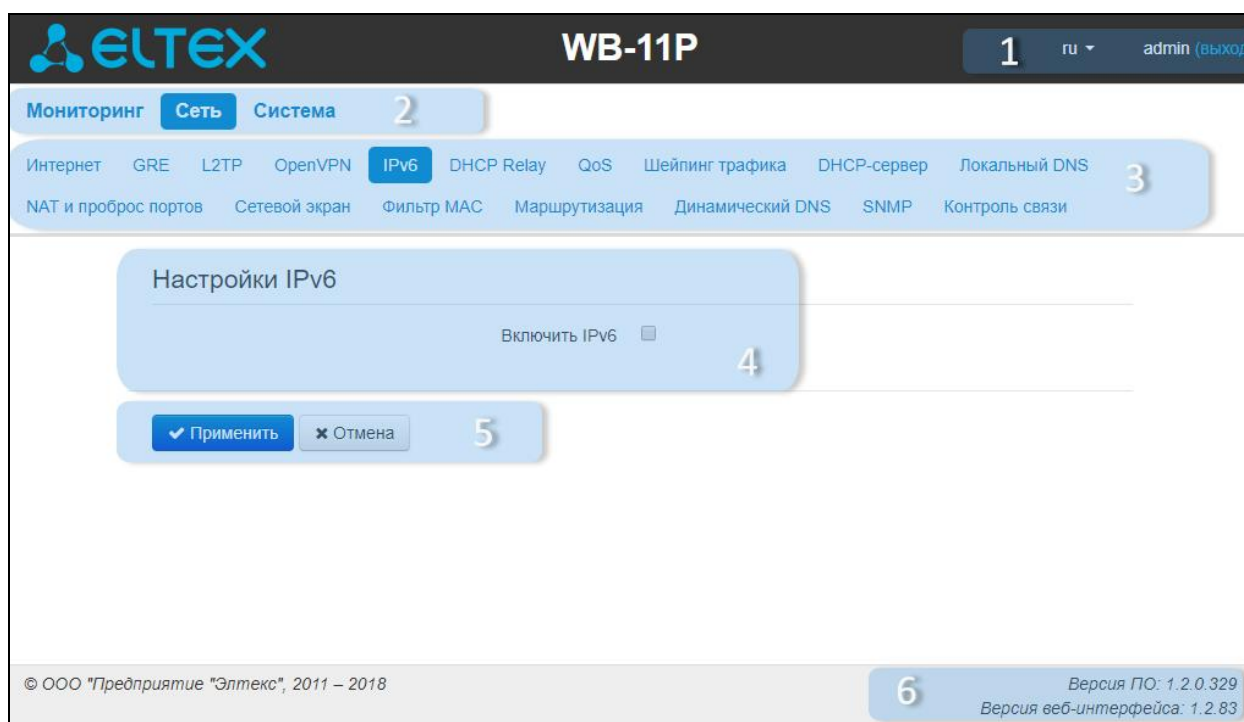 ELTEX WB-11P 1 ru admin (выход
Мониторинг Сеть Система 2
Интернет GRE L2TP OpenVPN IPv6 DHCP Relay QoS Шейпинг трафика DHCP-сервер Локальный DNS 3
NAT и проброс портов Сетевой экран Фильтр MAC Маршрутизация Динамический DNS SNMP Контроль связи
Настройки IPv6
Включить IPv6
4
Применить Отмена 5
© ООО "Предприятие "Элтекс", 2011 – 2018 6 Версия ПО: 1.2.0.329
Версия веб-интерфейса: 1.2.83